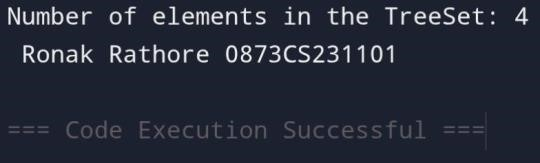 Number of elements in the TreeSet: 4
Ronak Rathore 0873CS231101
=== Code Execution Successful ===